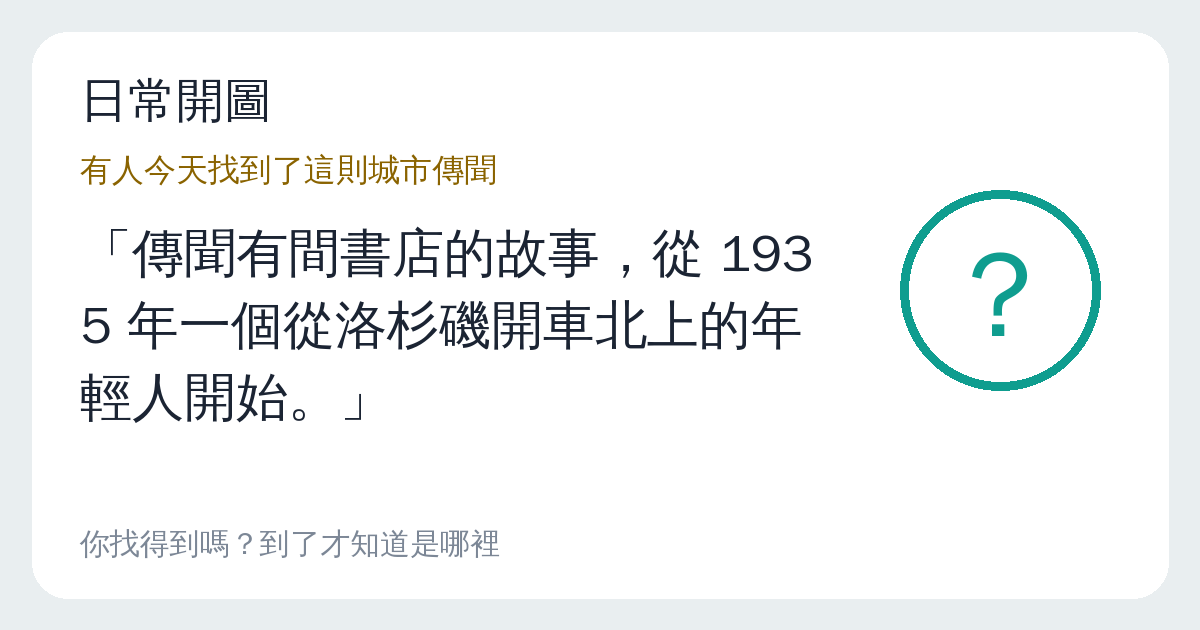 日常開圖
有人今天找到了這則城市傳聞
「傳聞有間書店的故事，從 193
5 年一個從洛杉磯開車北上的年
輕人開始。」
?
你找得到嗎？到了才知道是哪裡